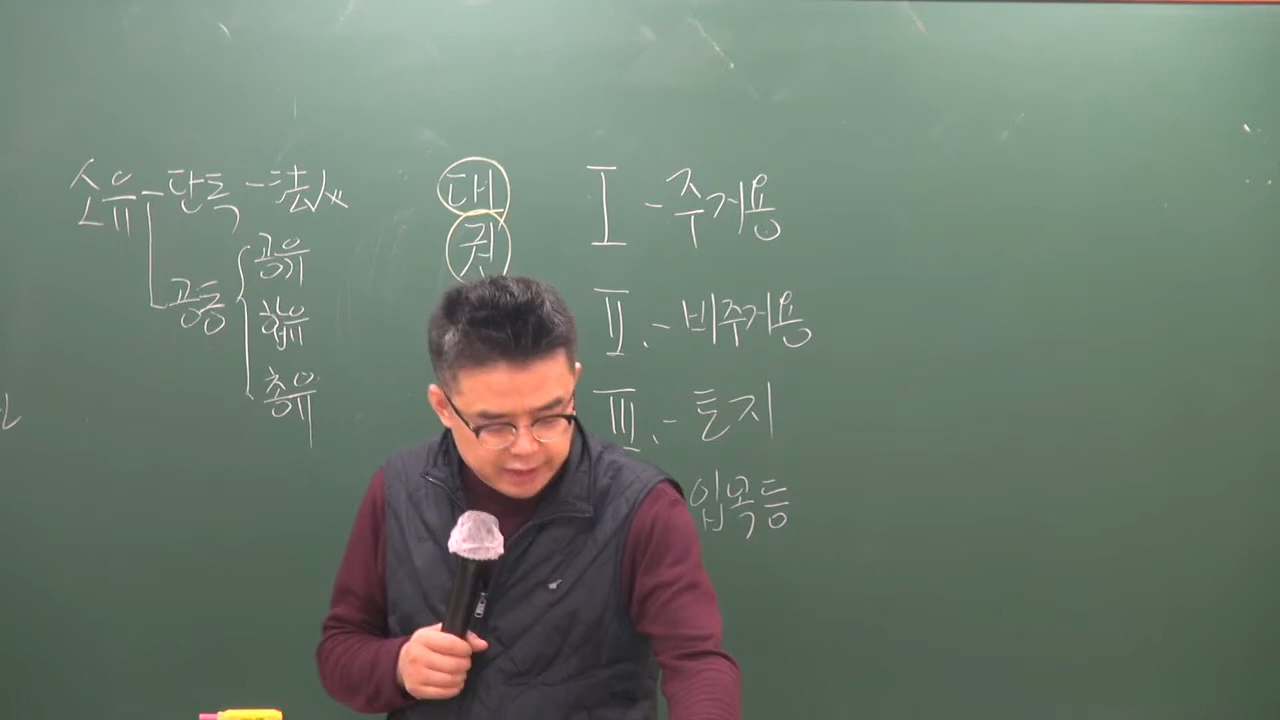 소유 - 단독 - 法人
공동
공유
합유
총유
대
권
I - 주거용
II. - 비주거용
III. - 토지
입목등